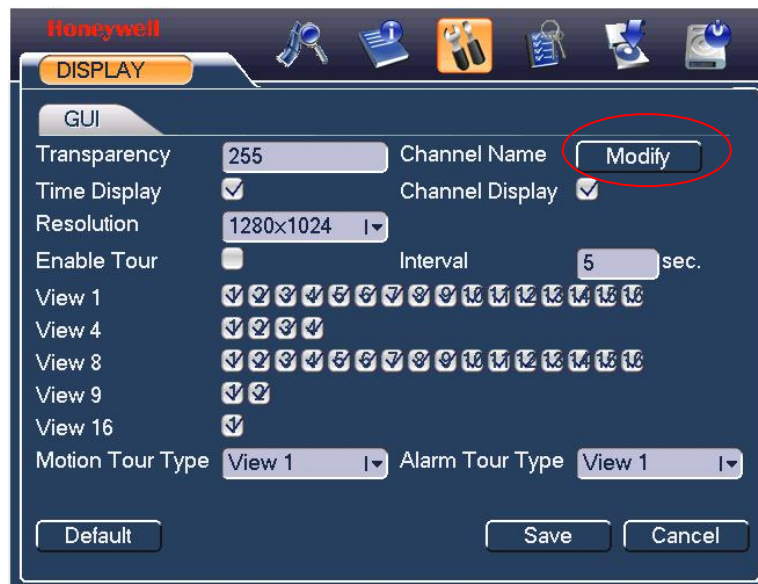 Honeywell
DISPLAY
GUI
Transparency 255 Channel Name Modify
Time Display Channel Display
Resolution 1280x1024
Enable Tour Interval 5 sec.
View 1 1 2 3 4 5 6 7 8 9 10 11 12 13 14 15 16
View 4 1 2 3 4
View 8 1 2 3 4 5 6 7 8 9 10 11 12 13 14 15 16
View 9 1 2
View 16 1
Motion Tour Type View 1 Alarm Tour Type View 1
Default Save Cancel